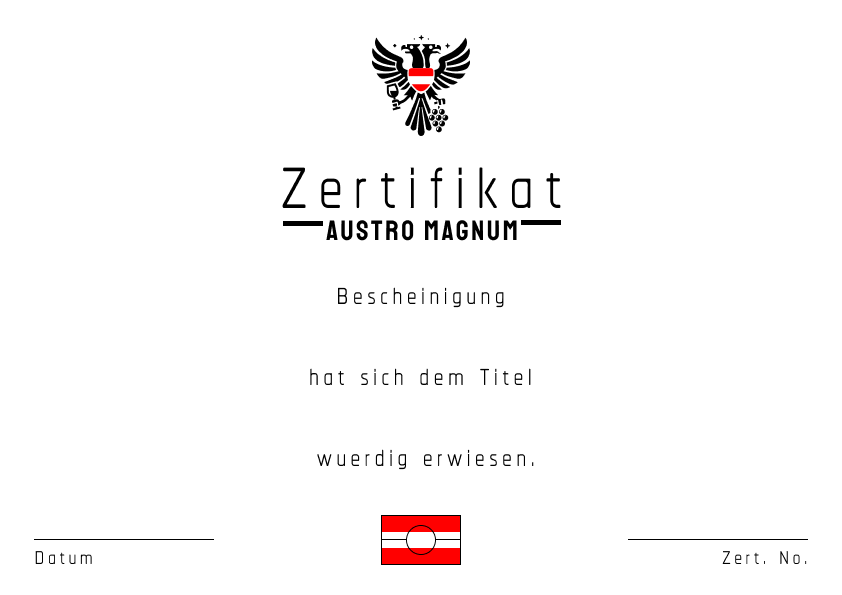 Zertifikat
AUSTRO MAGNUM
Bescheinigung
hat sich dem Titel
wuerdig erwiesen.
Datum
Zert. No.